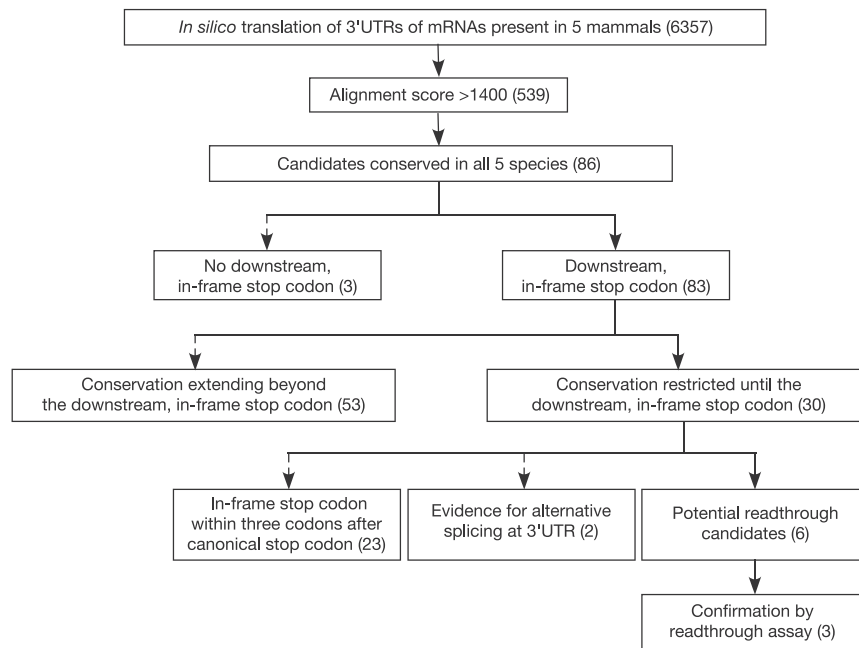 In silico translation of 3'UTRs of mRNAs present in 5 mammals (6357)
Alignment score >1400 (539)
Candidates conserved in all 5 species (86)
No downstream,
in-frame stop codon (3)
Downstream,
in-frame stop codon (83)
Conservation extending beyond
the downstream, in-frame stop codon (53)
Conservation restricted until the
downstream, in-frame stop codon (30)
In-frame stop codon
within three codons after
canonical stop codon (23)
Evidence for alternative
splicing at 3'UTR (2)
Potential readthrough
candidates (6)
Confirmation by
readthrough assay (3)